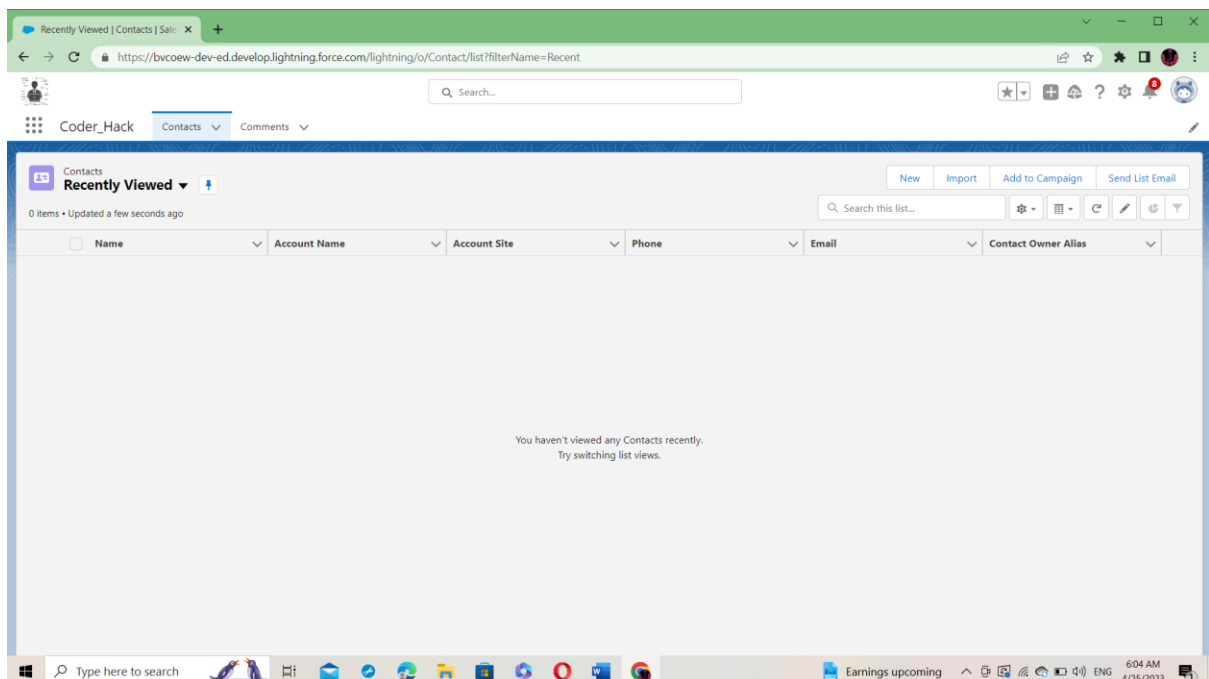 Recently Viewed | Contacts | Sale
https://bvcoew-dev-ed.develop.lightning.force.com/lightning/o/Contact/list?filterName=Recent
Search...
8
Coder_Hack Contacts Comments
Contacts
Recently Viewed
New Import Add to Campaign Send List Email
0 items • Updated a few seconds ago
Search this list...
Name Account Name Account Site Phone Email Contact Owner Alias
You haven't viewed any Contacts recently.
Try switching list views.
Type here to search
Earnings upcoming
ENG
6:04 AM
4/25/2023